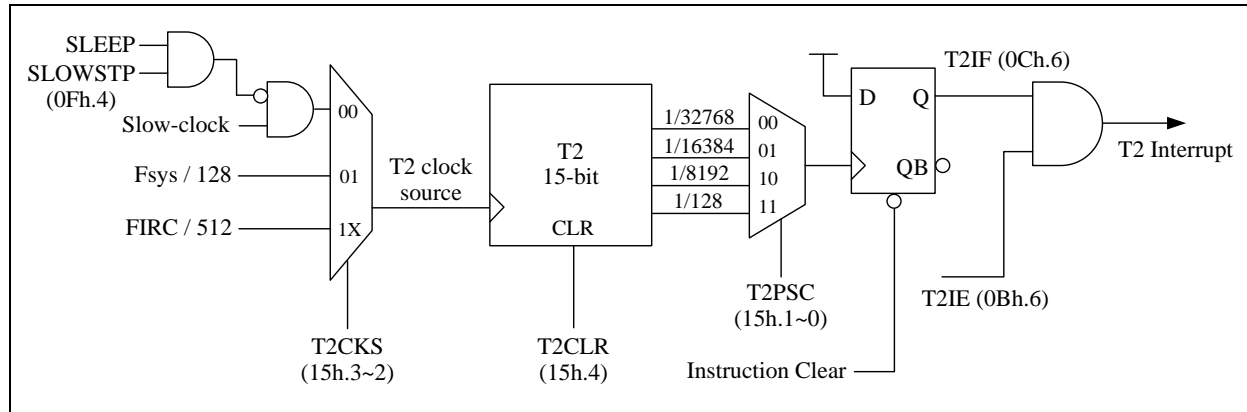 SLEEP
SLOWSTP
(0Fh.4)
Slow-clock
Fsys / 128
FIRC / 512
00
01
1X
T2CKS
(15h.3~2)
T2 clock
source
T2
15-bit
CLR
T2CLR
(15h.4)
1/32768
1/16384
1/8192
1/128
00
01
10
11
T2PSC
(15h.1~0)
D
Q
QB
Instruction Clear
T2IF (0Ch.6)
T2IE (0Bh.6)
T2 Interrupt